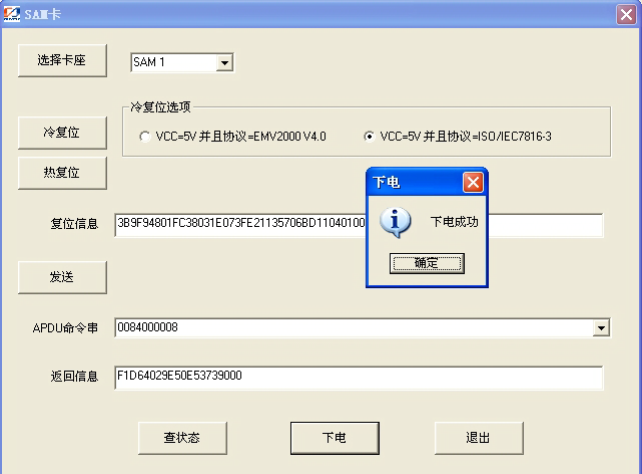 SAM卡
选择卡座
SAM 1
冷复位选项
冷复位
VCC=5V 并且协议=EMV2000 V4.0
VCC=5V 并且协议=ISO/IEC7816-3
热复位
下电
下电成功
确定
复位信息
3B9F94801FC38031E073FE21135706BD11040100
发送
APDU命令串
0084000008
返回信息
F1D64029E50E53739000
查状态
下电
退出